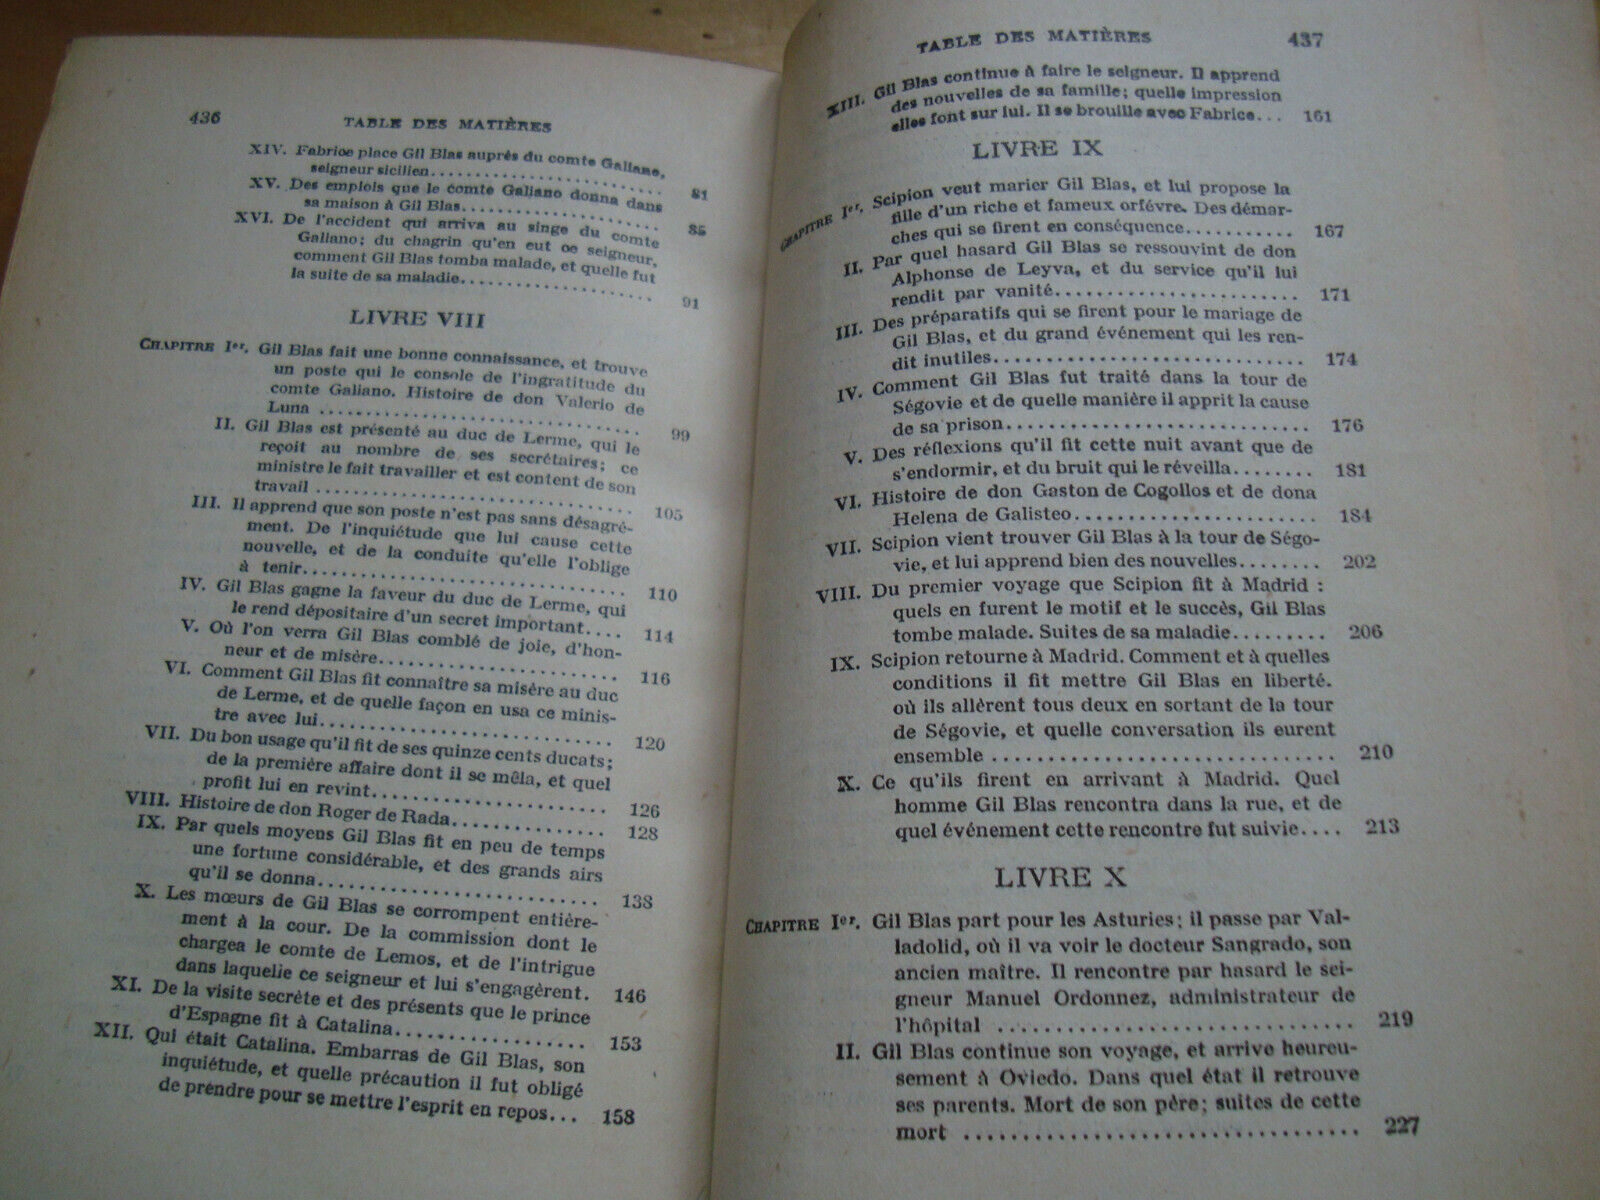 436 TABLE DES MATIÈRES
XIV. Fabrice place Gil Blas auprés du comte Galiano,
seigneur sicilien........................ 81
XV. Des emplois que le comte Galiano donna dans
sa maison à Gil Blas..................... 85
XVI. De l'accident qui arriva au singe du comte
Galiano; du chagrin qu'en eut ce seigneur,
comment Gil Blas tomba malade, et quelle fut
la suite de sa maladie..................... 91
LIVRE VIII
CHAPITRE Ier. Gil Blas fait une bonne connaissance, et trouve
un poste qui le console de l'ingratitude du
comte Galiano. Histoire de don Valerio de
Luna ................................ 99
II. Gil Blas est présenté au duc de Lerme, qui le
reçoit au nombre de ses secrétaires; ce
ministre le fait travailler et est content de son
travail ................................ 105
III. Il apprend que son poste n'est pas sans désagré-
ment. De l'inquiétude que lui cause cette
nouvelle, et de la conduite qu'elle l'oblige
à tenir................................ 110
IV. Gil Blas gagne la faveur du duc de Lerme, qui
le rend dépositaire d'un secret important.... 114
V. Où l'on verra Gil Blas comblé de joie, d'hon-
neur et de misère........................ 116
VI. Comment Gil Blas fit connaître sa misère au duc
de Lerme, et de quelle façon en usa ce minis-
tre avec lui............................ 120
VII. Du bon usage qu'il fit de ses quinze cents ducats;
de la première affaire dont il se mêla, et quel
profit lui en revint........................ 126
VIII. Histoire de don Roger de Rada............... 128
IX. Par quels moyens Gil Blas fit en peu de temps
une fortune considérable, et des grands airs
qu'il se donna............................ 138
X. Les mœurs de Gil Blas se corrompent entière-
ment à la cour. De la commission dont le
chargea le comte de Lemos, et de l'intrigue
dans laquelle ce seigneur et lui s'engagèrent. 146
XI. De la visite secrète et des présents que le prince
d'Espagne fit à Catalina.................. 153
XII. Qui était Catalina. Embarras de Gil Blas, son
inquiétude, et quelle précaution il fut obligé
de prendre pour se mettre l'esprit en repos... 158
TABLE DES MATIÈRES 437
XIII. Gil Blas continue à faire le seigneur. Il apprend
des nouvelles de sa famille; quelle impression
elles font sur lui. Il se brouille avec Fabrice... 161
LIVRE IX
CHAPITRE Ier. Scipion veut marier Gil Blas, et lui propose la
fille d'un riche et fameux orfévre. Des démar-
ches qui se firent en conséquence........... 167
II. Par quel hasard Gil Blas se ressouvint de don
Alphonse de Leyva, et du service qu'il lui
rendit par vanité........................ 171
III. Des préparatifs qui se firent pour le mariage de
Gil Blas, et du grand événement qui les ren-
dit inutiles.............................. 174
IV. Comment Gil Blas fut traité dans la tour de
Ségovie et de quelle manière il apprit la cause
de sa prison............................ 176
V. Des réflexions qu'il fit cette nuit avant que de
s'endormir, et du bruit qui le réveilla........ 181
VI. Histoire de don Gaston de Cogollos et de dona
Helena de Galisteo...................... 184
VII. Scipion vient trouver Gil Blas à la tour de Ségo-
vie, et lui apprend bien des nouvelles........ 202
VIII. Du premier voyage que Scipion fit à Madrid :
quels en furent le motif et le succès, Gil Blas
tombe malade. Suites de sa maladie......... 206
IX. Scipion retourne à Madrid. Comment et à quelles
conditions il fit mettre Gil Blas en liberté.
où ils allèrent tous deux en sortant de la tour
de Ségovie, et quelle conversation ils eurent
ensemble .............................. 210
X. Ce qu'ils firent en arrivant à Madrid. Quel
homme Gil Blas rencontra dans la rue, et de
quel événement cette rencontre fut suivie.... 213
LIVRE X
CHAPITRE Ier. Gil Blas part pour les Asturies; il passe par Val-
ladolid, où il va voir le docteur Sangrado, son
ancien maître. Il rencontre par hasard le sei-
gneur Manuel Ordonnez, administrateur de
l'hôpital .............................. 219
II. Gil Blas continue son voyage, et arrive heureu-
sement à Oviedo. Dans quel état il retrouve
ses parents. Mort de son père; suites de cette
mort ................................ 227